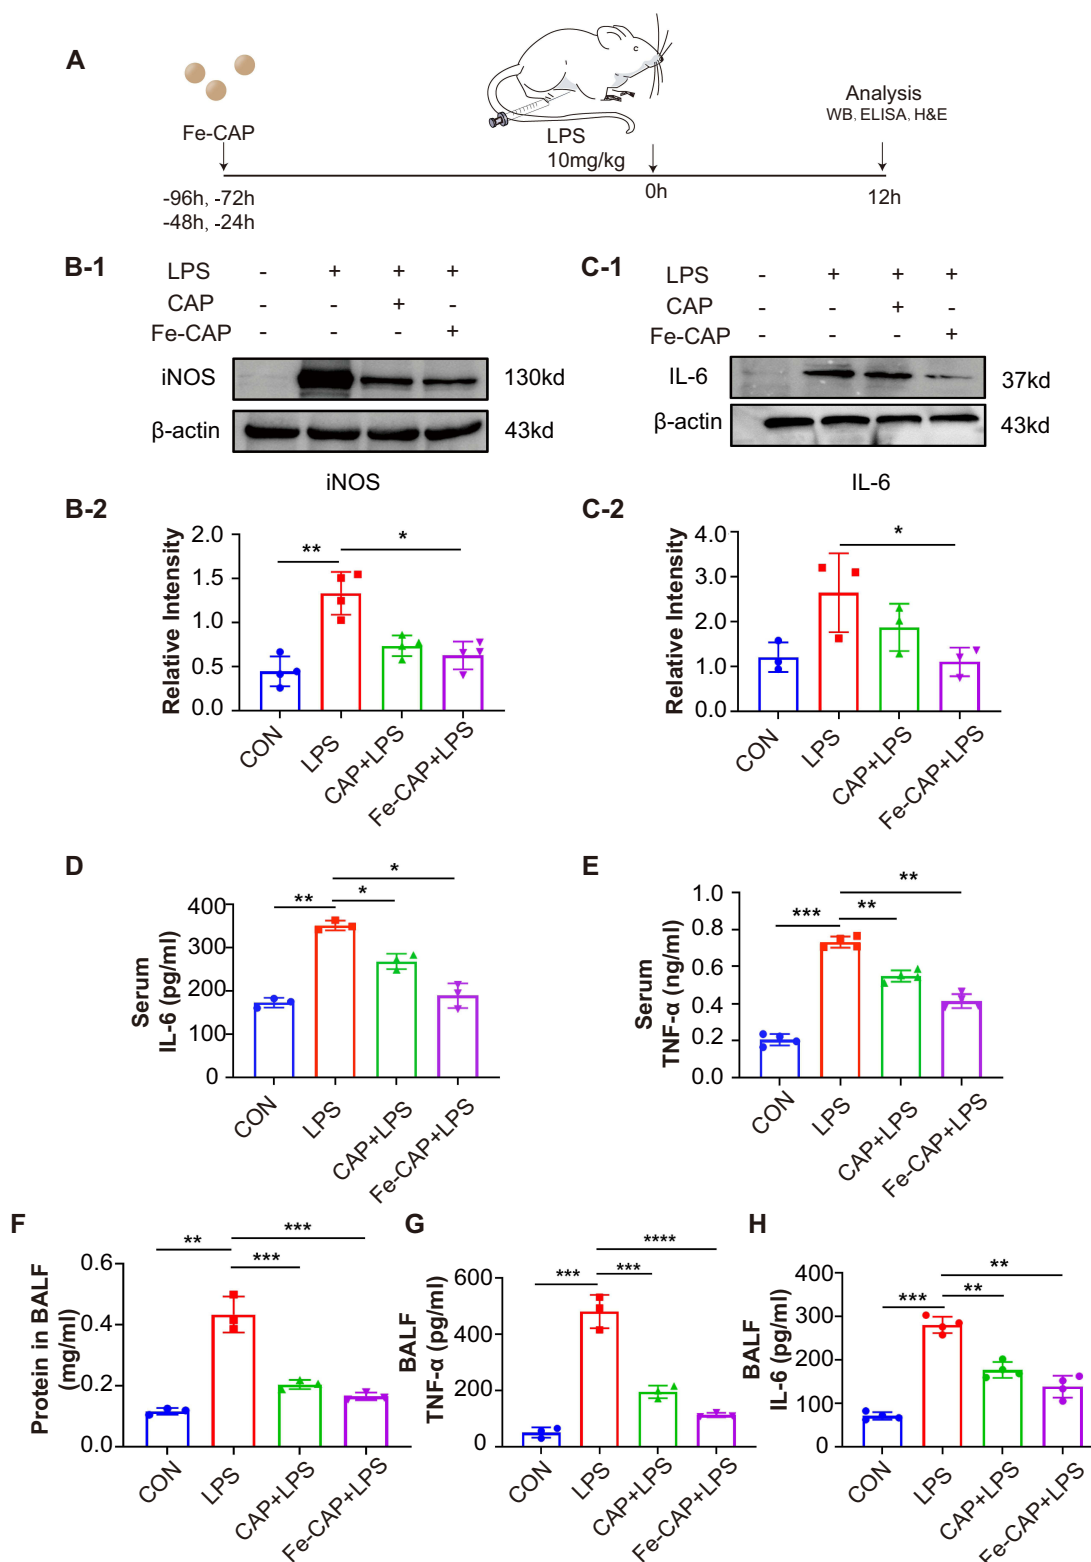 A
Fe-CAP
-96h, -72h
-48h, -24h
LPS
10mg/kg
0h
Analysis
WB, ELISA, H&E
12h
B-1
LPS - + + +
CAP - - + -
Fe-CAP - - - +
iNOS 130kd
β-actin 43kd
C-1
LPS - + + +
CAP - - + -
Fe-CAP - - - +
IL-6 37kd
β-actin 43kd
B-2
iNOS
Relative Intensity
2.0
1.5
1.0
0.5
0.0
** *
CON LPS CAP+LPS Fe-CAP+LPS
C-2
IL-6
Relative Intensity
4.0
3.0
2.0
1.0
0.0
*
CON LPS CAP+LPS Fe-CAP+LPS
D
Serum
IL-6 (pg/ml)
400
300
200
100
0
** * *
CON LPS CAP+LPS Fe-CAP+LPS
E
Serum
TNF-α (ng/ml)
1.0
0.8
0.6
0.4
0.2
0.0
*** ** **
CON LPS CAP+LPS Fe-CAP+LPS
F
Protein in BALF
(mg/ml)
0.6
0.4
0.2
0.0
** *** ***
CON LPS CAP+LPS Fe-CAP+LPS
G
BALF
TNF-α (pg/ml)
600
400
200
0
*** *** ****
CON LPS CAP+LPS Fe-CAP+LPS
H
BALF
IL-6 (pg/ml)
400
300
200
100
0
*** ** **
CON LPS CAP+LPS Fe-CAP+LPS